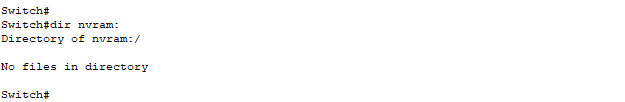 Switch#
Switch#dir nvram:
Directory of nvram:/
No files in directory
Switch#